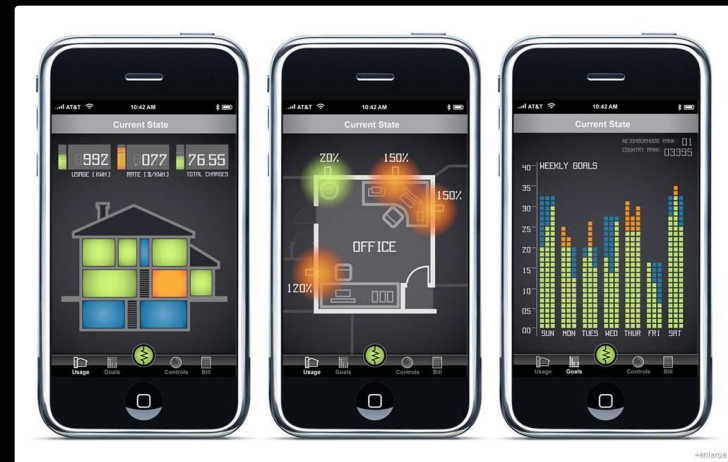 AT&T 10:42 AM
Current State
992 077 76.55
USAGE [KWH] RATE [$/KWH] TOTAL CHARGES
Usage Goals Controls Bill
AT&T 10:42 AM
Current State
20% 150%
150%
OFFICE
120%
Usage Goals Controls Bill
AT&T 10:42 AM
Current State
NEIGHBORHOOD RANK: 01
COUNTRY RANK: 03395
40 WEEKLY GOALS
35
30
25
20
15
10
05
00
SUN MON TUES WED THUR FRI SAT
Usage Goals Controls Bill
+enlarge